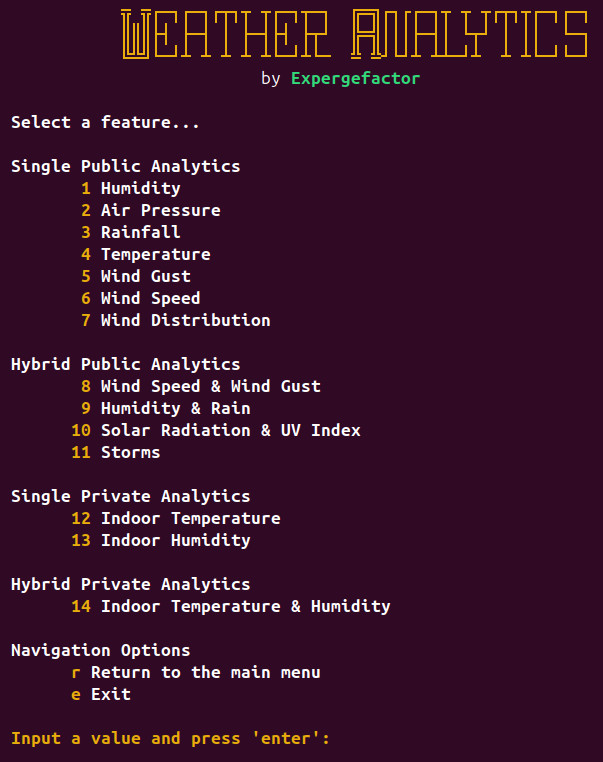 WEATHER ANALYTICS
by Expergefactor
Select a feature...
Single Public Analytics
1 Humidity
2 Air Pressure
3 Rainfall
4 Temperature
5 Wind Gust
6 Wind Speed
7 Wind Distribution
Hybrid Public Analytics
8 Wind Speed & Wind Gust
9 Humidity & Rain
10 Solar Radiation & UV Index
11 Storms
Single Private Analytics
12 Indoor Temperature
13 Indoor Humidity
Hybrid Private Analytics
14 Indoor Temperature & Humidity
Navigation Options
r Return to the main menu
e Exit
Input a value and press 'enter':